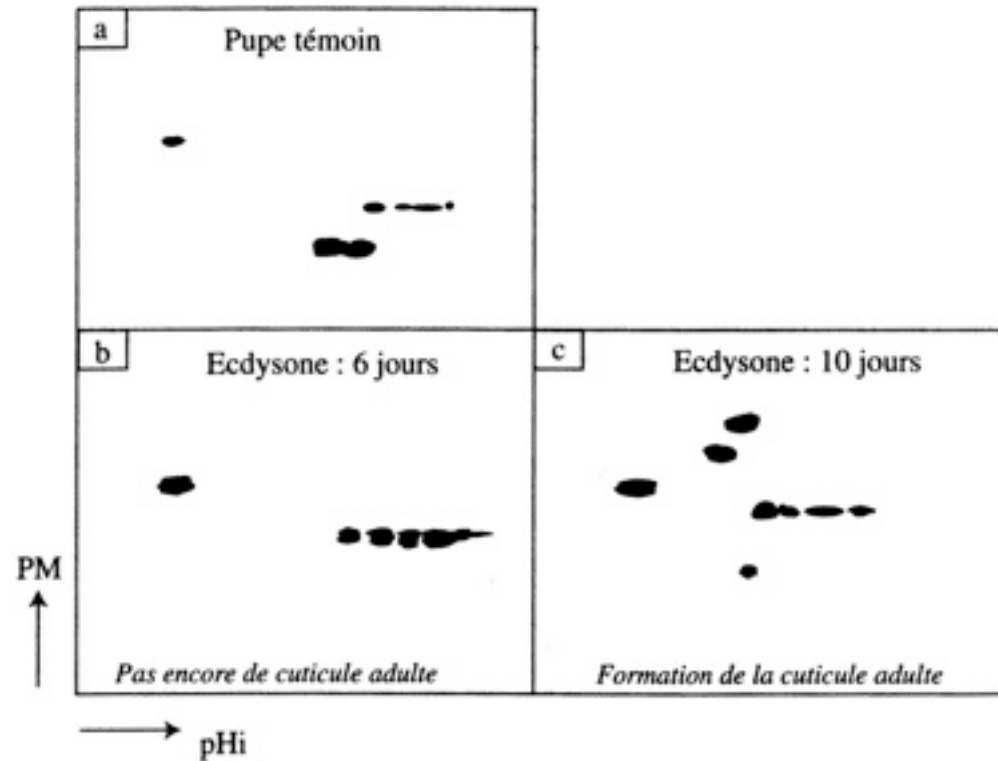 a
Pupe témoin
b
Ecdysone : 6 jours
c
Ecdysone : 10 jours
PM
Pas encore de cuticule adulte
Formation de la cuticule adulte
pHi